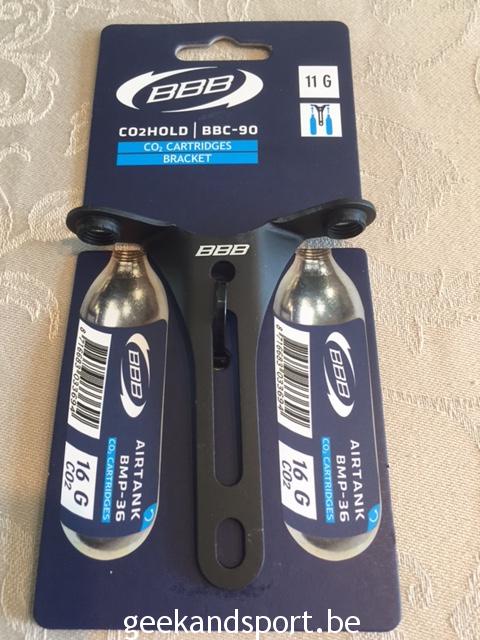 BBB
11 G
CO2HOLD | BBC-90
CO₂ CARTRIDGES
BRACKET
BBB
BBB
AIRTANK
BMP-36
CO₂ CARTRIDGES
16 G
CO2
BBB
AIRTANK
BMP-36
CO₂ CARTRIDGES
16 G
CO2
geekandsport.be